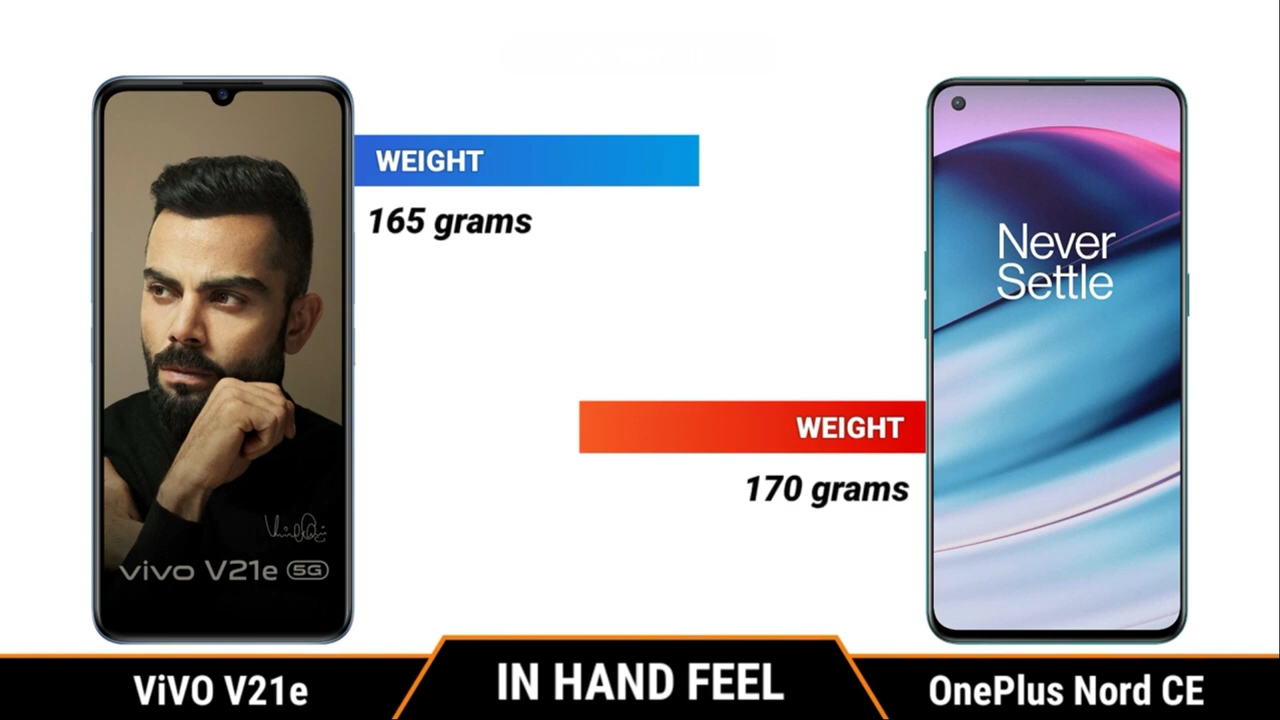 WEIGHT
165 grams
Never
Settle
WEIGHT
170 grams
vivo V21e 5G
ViVO V21e
IN HAND FEEL
OnePlus Nord CE